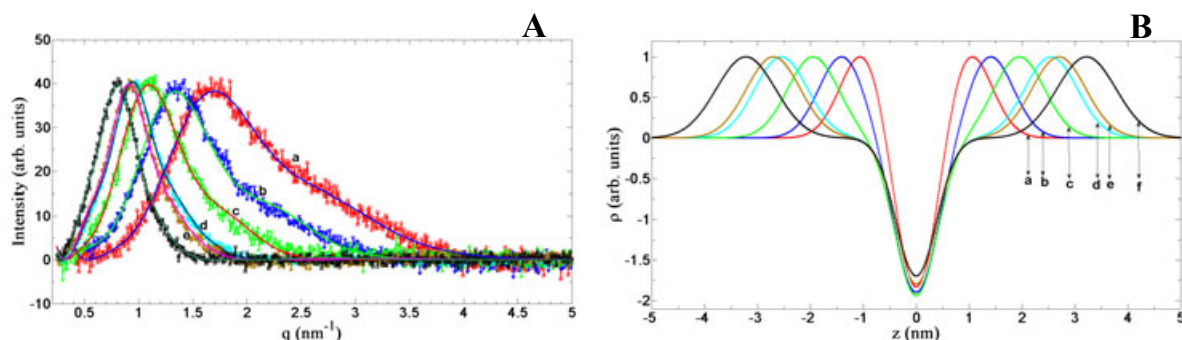 A
B
50
40
30
20
10
0
-10
Intensity (arb. units)
a
b
c
d
e
f
0.5
1
1.5
2
2.5
3
3.5
4
4.5
5
q (nm⁻¹)
1
0.5
0
-0.5
-1
-1.5
-2
ρ (arb. units)
a
b
c
d
e
f
-5
-4
-3
-2
-1
0
1
2
3
4
5
z (nm)